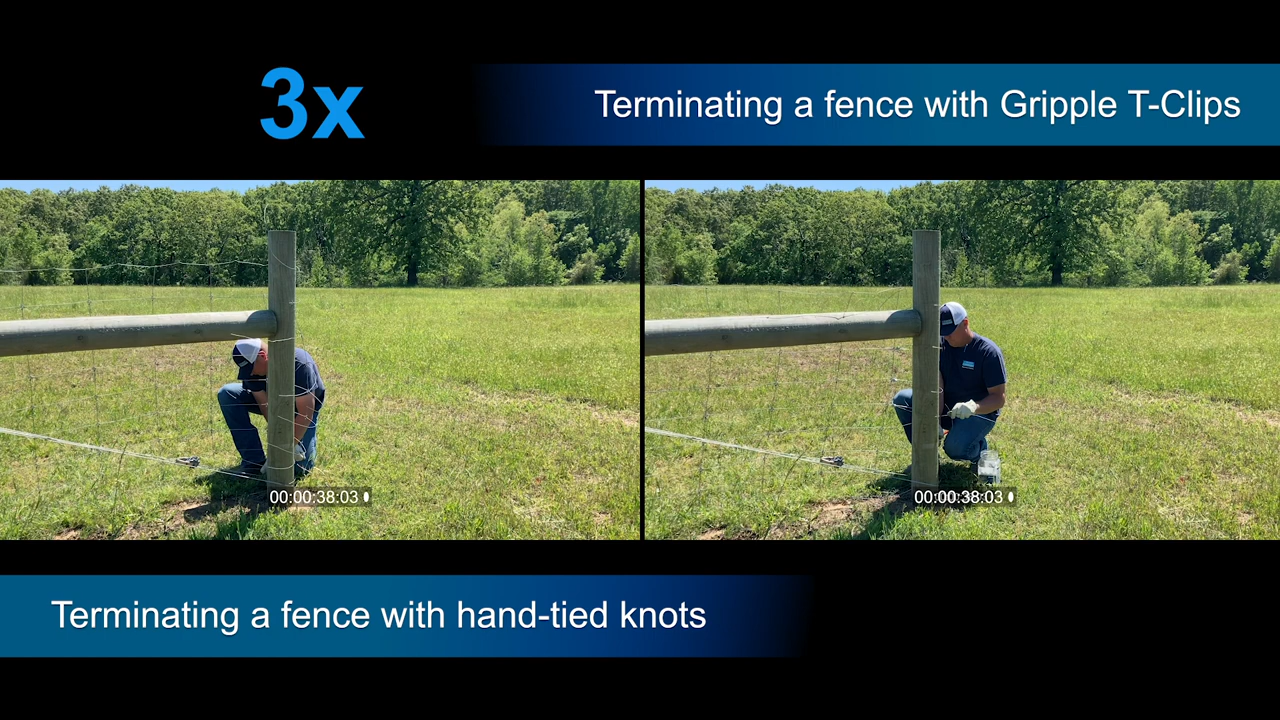 3x
Terminating a fence with Gripple T-Clips
00:00:38:03
00:00:38:03
Terminating a fence with hand-tied knots